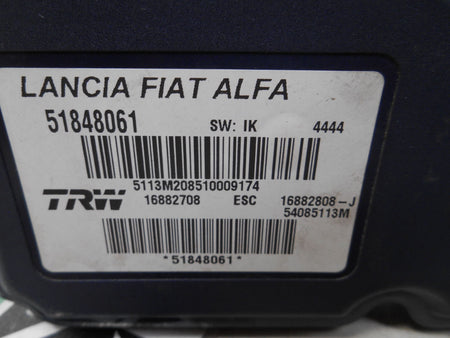 LANCIA FIAT ALFA
51848061 SW: IK 4444
5113M208510009174
TRW 16882708 ESC 16882808-J
54085113M
*51848061*